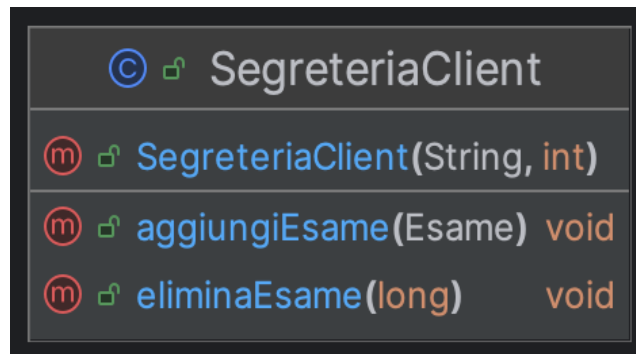 SegreteriaClient
SegreteriaClient(String, int)
aggiungiEsame(Esame) void
eliminaEsame(long) void